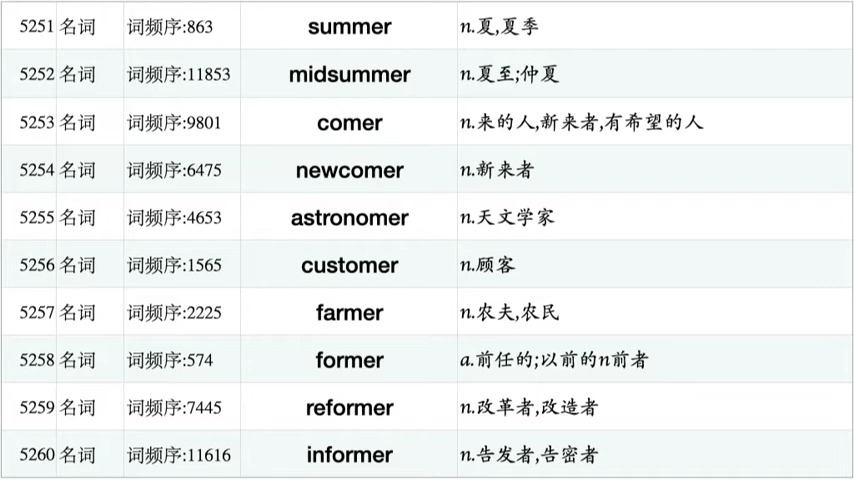 5251 名词 词频序:863 summer n.夏,夏季
5252 名词 词频序:11853 midsummer n.夏至;仲夏
5253 名词 词频序:9801 comer n.来的人,新来者,有希望的人
5254 名词 词频序:6475 newcomer n.新来者
5255 名词 词频序:4653 astronomer n.天文学家
5256 名词 词频序:1565 customer n.顾客
5257 名词 词频序:2225 farmer n.农夫,农民
5258 名词 词频序:574 former a.前任的;以前的n前者
5259 名词 词频序:7445 reformer n.改革者,改造者
5260 名词 词频序:11616 informer n.告发者,告密者